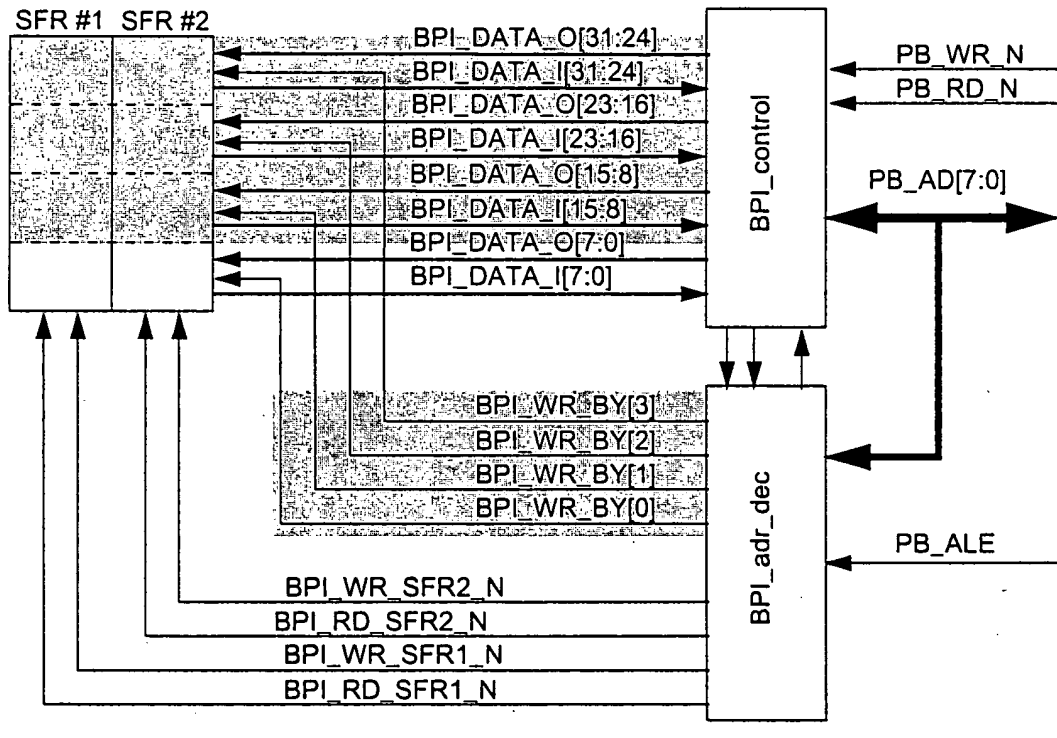 SFR #1 SFR #2
BPI_DATA_O[31:24]
BPI_DATA_I[31:24]
BPI_DATA_O[23:16]
BPI_DATA_I[23:16]
BPI_DATA_O[15:8]
BPI_DATA_I[15:8]
BPI_DATA_O[7:0]
BPI_DATA_I[7:0]
BPI_control
PB_WR_N
PB_RD_N
PB_AD[7:0]
BPI_WR_BY[3]
BPI_WR_BY[2]
BPI_WR_BY[1]
BPI_WR_BY[0]
BPI_adr_dec
PB_ALE
BPI_WR_SFR2_N
BPI_RD_SFR2_N
BPI_WR_SFR1_N
BPI_RD_SFR1_N